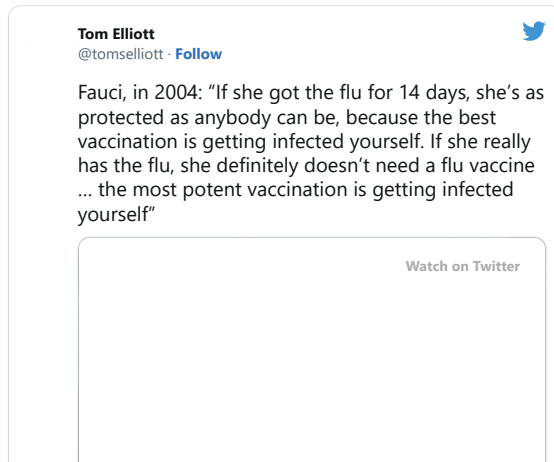 Tom Elliott
@tomselliott · Follow
Fauci, in 2004: “If she got the flu for 14 days, she’s as
protected as anybody can be, because the best
vaccination is getting infected yourself. If she really
has the flu, she definitely doesn’t need a flu vaccine
… the most potent vaccination is getting infected
yourself”
Watch on Twitter